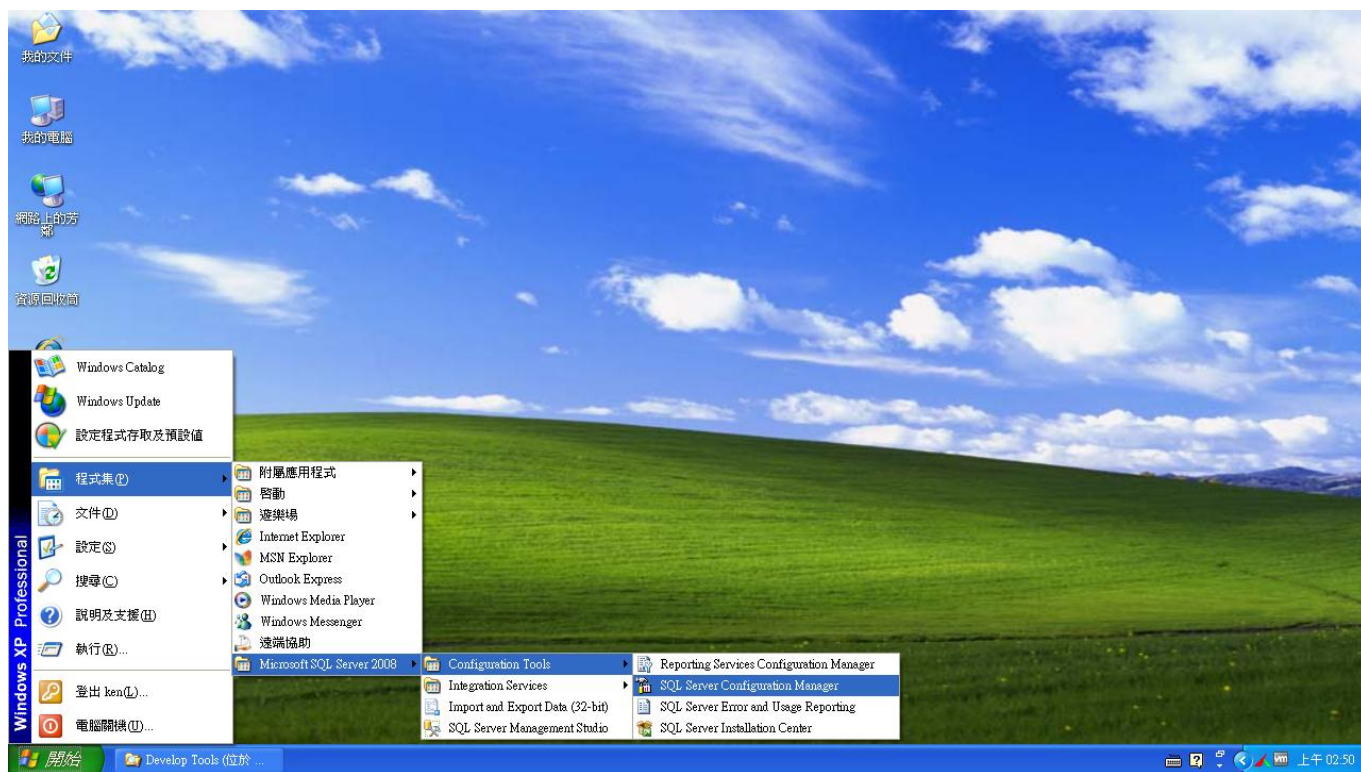 我的文件
我的電腦
網路上的芳
鄰
資源回收筒
Windows Catalog
Windows Update
設定程式存取及預設値
程式集(P)
文件(D)
設定(S)
搜尋(C)
說明及支援(H)
執行(R)...
登出 ken(L)...
電腦關機(U)...
Windows XP Professional
附屬應用程式
啓動
遊樂場
Internet Explorer
MSN Explorer
Outlook Express
Windows Media Player
Windows Messenger
遠端協助
Microsoft SQL Server 2008
Configuration Tools
Integration Services
Import and Export Data (32-bit)
SQL Server Management Studio
Reporting Services Configuration Manager
SQL Server Configuration Manager
SQL Server Error and Usage Reporting
SQL Server Installation Center
開始
Develop Tools (位於 ...
上午 02:50